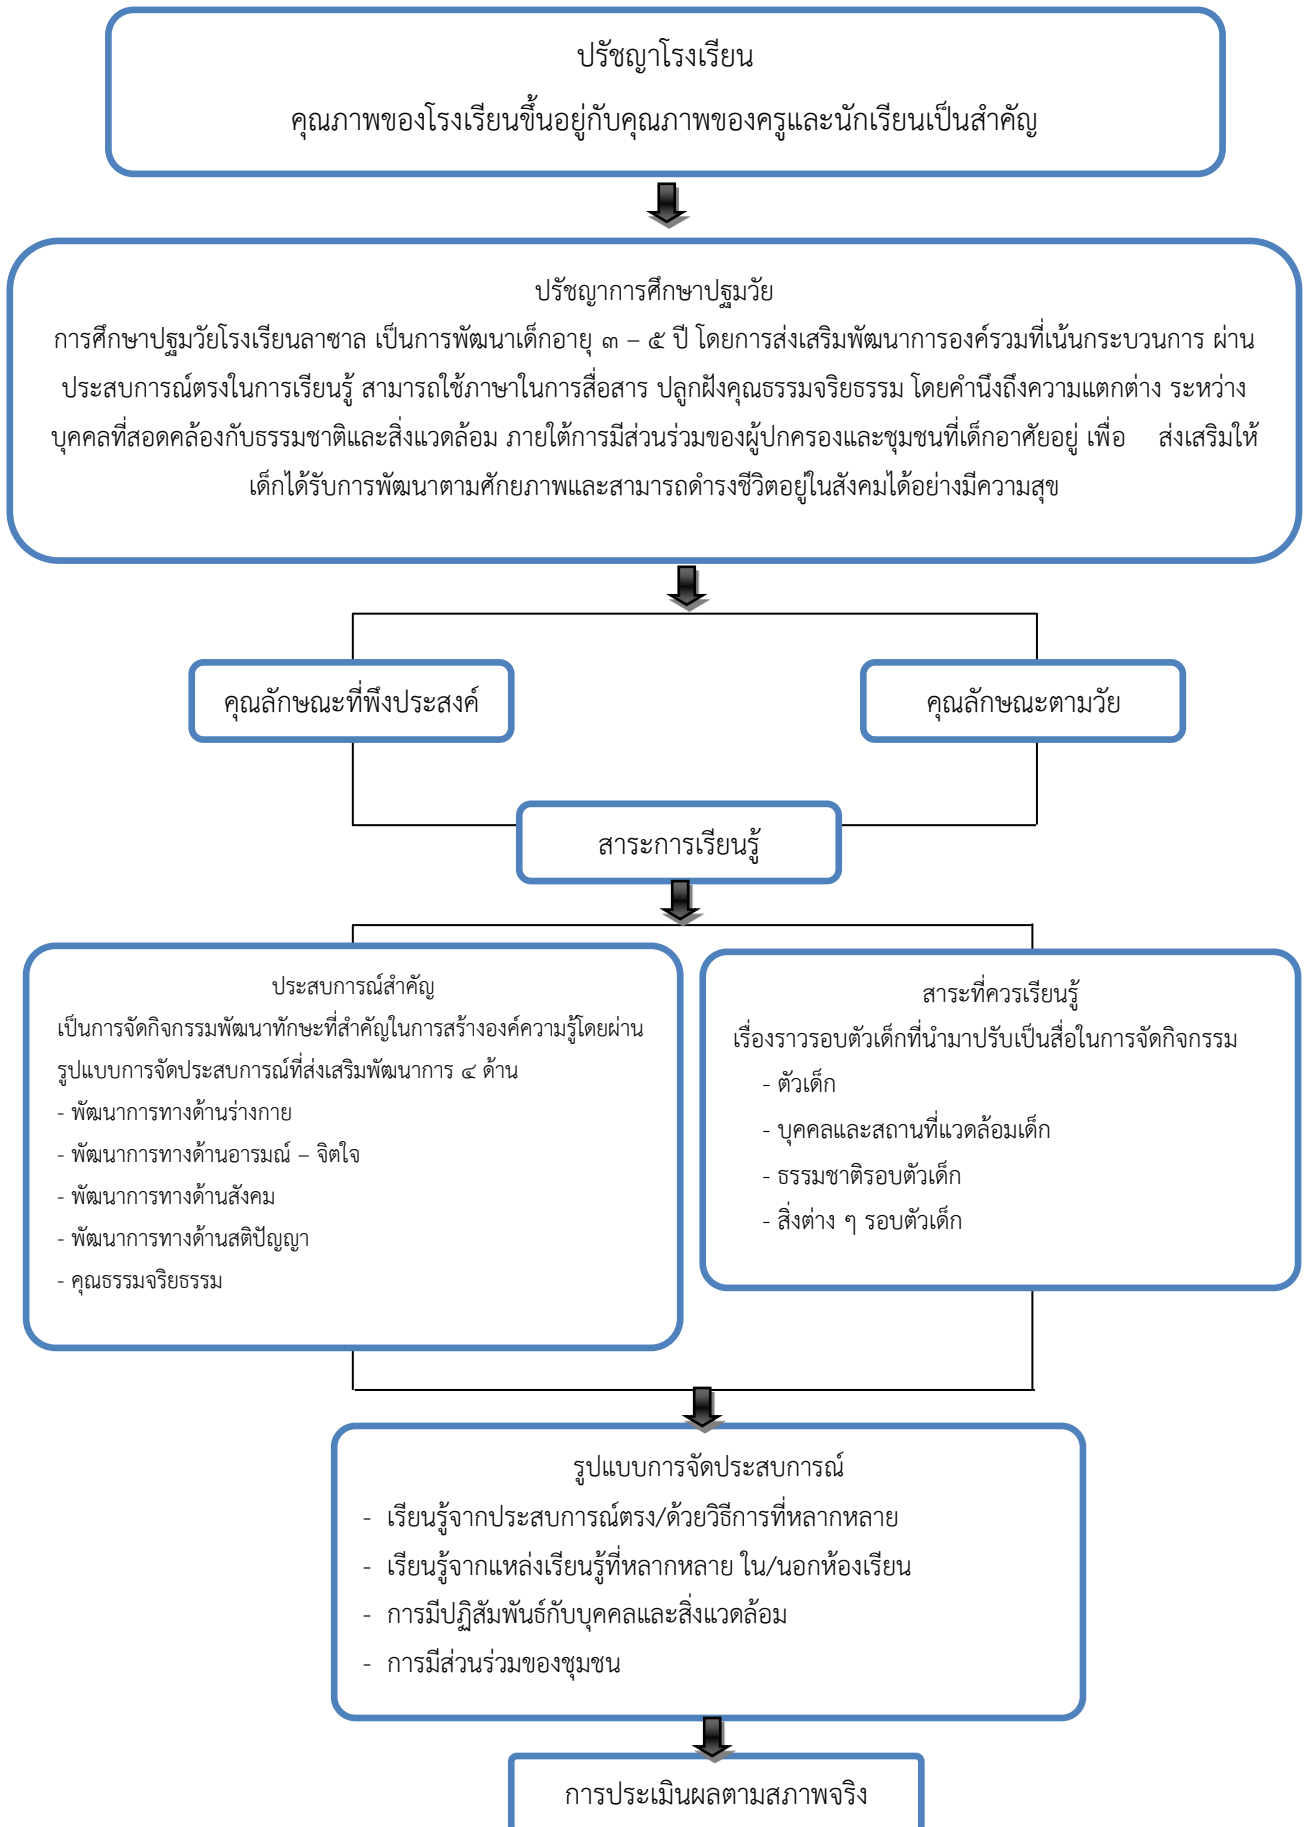 ปรัชญาโรงเรียน
คุณภาพของโรงเรียนขึ้นอยู่กับคุณภาพของครูและนักเรียนเป็นสำคัญ
ปรัชญาการศึกษาปฐมวัย
การศึกษาปฐมวัยโรงเรียนลาซาล เป็นการพัฒนาเด็กอายุ ๓ – ๕ ปี โดยการส่งเสริมพัฒนาการองค์รวมที่เน้นกระบวนการ ผ่าน
ประสบการณ์ตรงในการเรียนรู้ สามารถใช้ภาษาในการสื่อสาร ปลูกฝังคุณธรรมจริยธรรม โดยคำนึงถึงความแตกต่าง ระหว่าง
บุคคลที่สอดคล้องกับธรรมชาติและสิ่งแวดล้อม ภายใต้การมีส่วนร่วมของผู้ปกครองและชุมชนที่เด็กอาศัยอยู่ เพื่อ ส่งเสริมให้
เด็กได้รับการพัฒนาตามศักยภาพและสามารถดำรงชีวิตอยู่ในสังคมได้อย่างมีความสุข
คุณลักษณะที่พึงประสงค์
คุณลักษณะตามวัย
สาระการเรียนรู้
ประสบการณ์สำคัญ
เป็นการจัดกิจกรรมพัฒนาทักษะที่สำคัญในการสร้างองค์ความรู้โดยผ่าน
รูปแบบการจัดประสบการณ์ที่ส่งเสริมพัฒนาการ ๔ ด้าน
- พัฒนาการทางด้านร่างกาย
- พัฒนาการทางด้านอารมณ์ – จิตใจ
- พัฒนาการทางด้านสังคม
- พัฒนาการทางด้านสติปัญญา
- คุณธรรมจริยธรรม
สาระที่ควรเรียนรู้
เรื่องราวรอบตัวเด็กที่นำมาปรับเป็นสื่อในการจัดกิจกรรม
- ตัวเด็ก
- บุคคลและสถานที่แวดล้อมเด็ก
- ธรรมชาติรอบตัวเด็ก
- สิ่งต่าง ๆ รอบตัวเด็ก
รูปแบบการจัดประสบการณ์
- เรียนรู้จากประสบการณ์ตรง/ด้วยวิธีการที่หลากหลาย
- เรียนรู้จากแหล่งเรียนรู้ที่หลากหลาย ใน/นอกห้องเรียน
- การมีปฏิสัมพันธ์กับบุคคลและสิ่งแวดล้อม
- การมีส่วนร่วมของชุมชน
การประเมินผลตามสภาพจริง